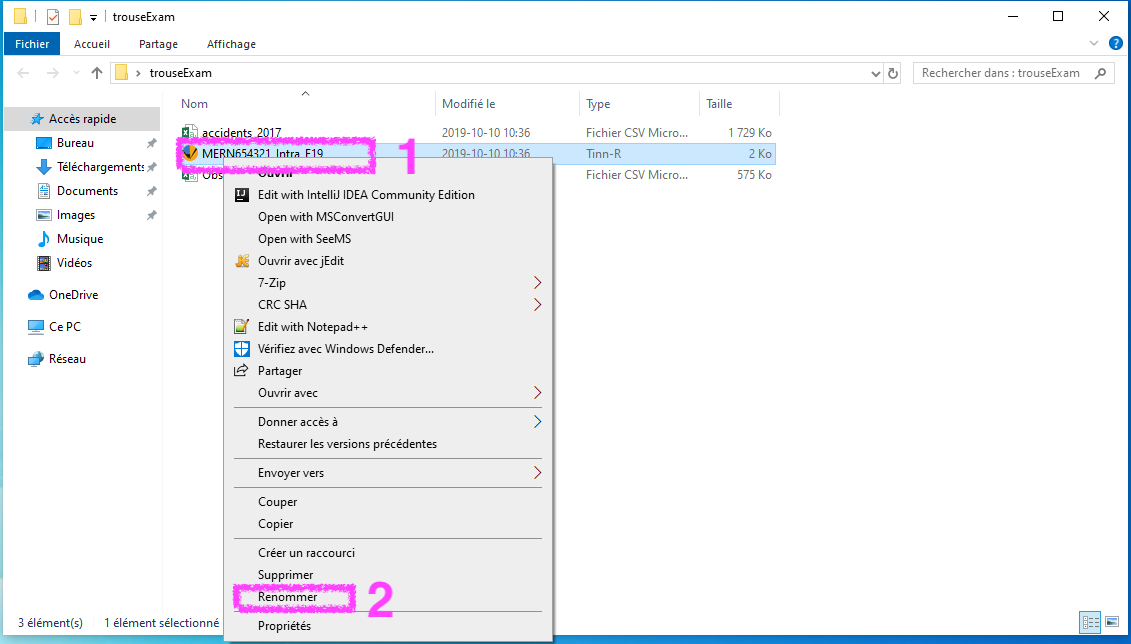 trouseExam
Fichier Accueil Partage Affichage
trouseExam Rechercher dans : trouseExam
Nom Modifié le Type Taille
Accès rapide
Bureau
Téléchargements
Documents
Images
Musique
Vidéos
OneDrive
Ce PC
Réseau
accidents_2017 2019-10-10 10:36 Fichier CSV Micro... 1 729 Ko
MERN654321_Intra_E19 2019-10-10 10:36 Tinn-R 2 Ko
1
Obs Fichier CSV Micro... 575 Ko
Ouvrir
Edit with IntelliJ IDEA Community Edition
Open with MSConvertGUI
Open with SeeMS
Ouvrir avec jEdit
7-Zip
CRC SHA
Edit with Notepad++
Vérifiez avec Windows Defender...
Partager
Ouvrir avec
Donner accès à
Restaurer les versions précédentes
Envoyer vers
Couper
Copier
Créer un raccourci
Supprimer
Renommer
2
Propriétés
3 élément(s) 1 élément sélectionné